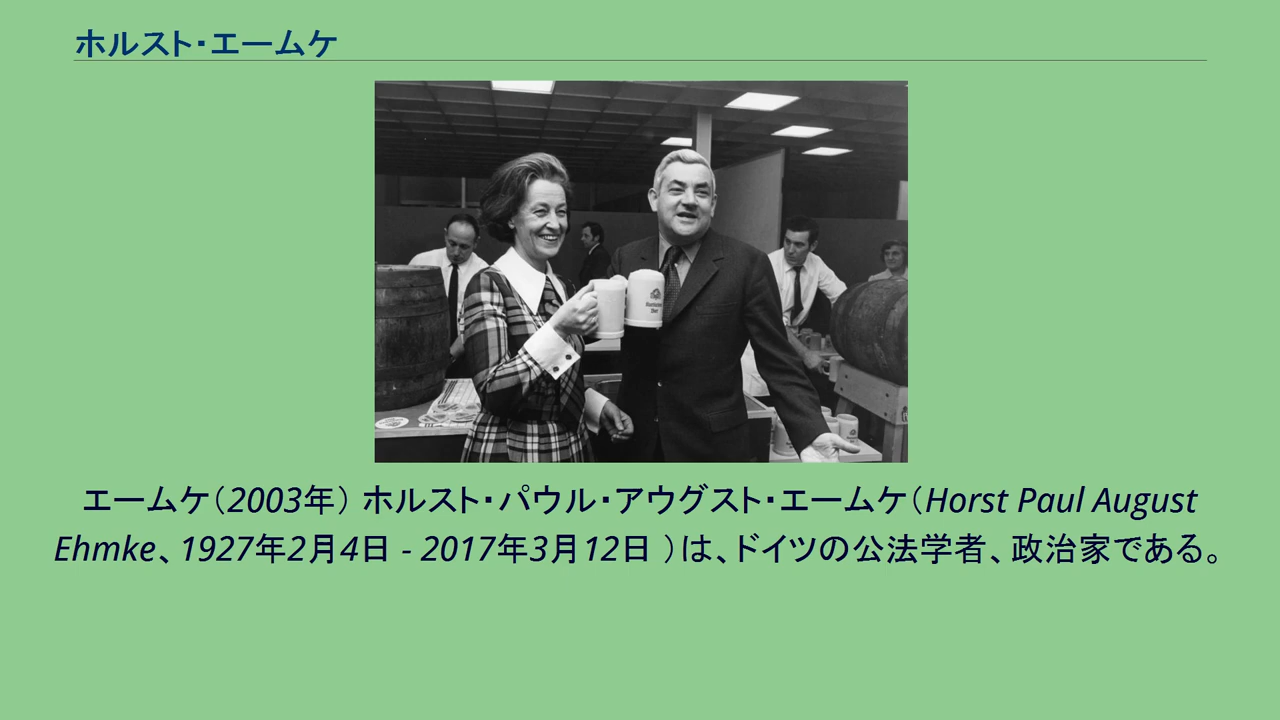 ホルスト・エームケ
エームケ（2003年） ホルスト・パウル・アウグスト・エームケ（Horst Paul August
Ehmke、1927年2月4日 - 2017年3月12日 ）は、ドイツの公法学者、政治家である。